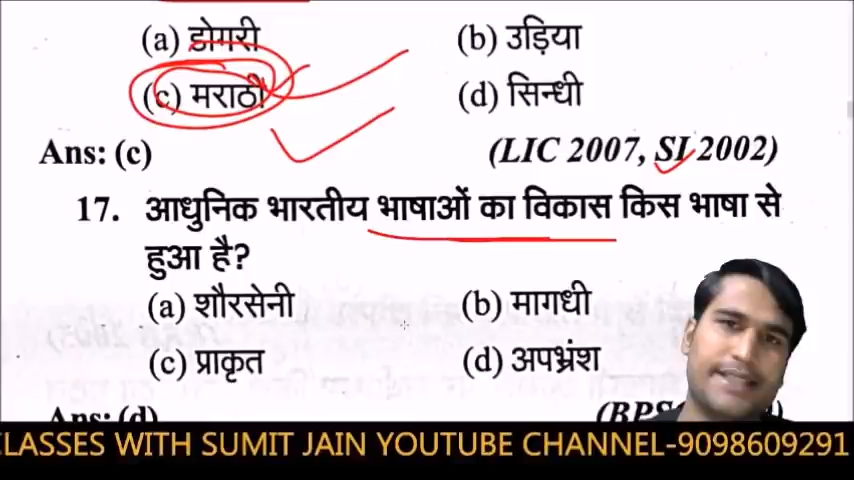 (a) डोगरी (b) उड़िया
(c) मराठी (d) सिन्धी
Ans: (c) (LIC 2007, SI 2002)
17. आधुनिक भारतीय भाषाओं का विकास किस भाषा से
हुआ है?
(a) शौरसेनी (b) मागधी
(c) प्राकृत (d) अपभ्रंश
Ans: (d)
CLASSES WITH SUMIT JAIN YOUTUBE CHANNEL-9098609291